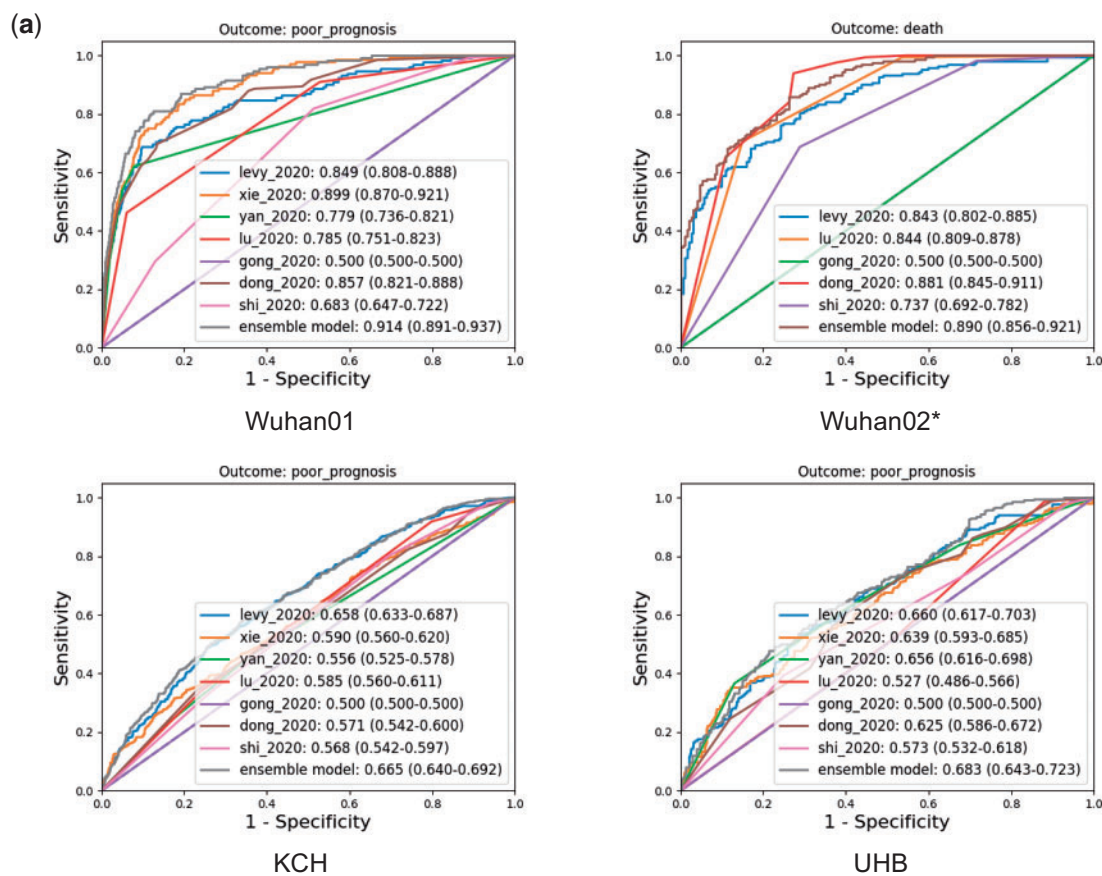 (a)
Outcome: poor_prognosis
1.0
0.8
0.6
0.4
0.2
0.0
Sensitivity
levy_2020: 0.849 (0.808-0.888)
xie_2020: 0.899 (0.870-0.921)
yan_2020: 0.779 (0.736-0.821)
lu_2020: 0.785 (0.751-0.823)
gong_2020: 0.500 (0.500-0.500)
dong_2020: 0.857 (0.821-0.888)
shi_2020: 0.683 (0.647-0.722)
ensemble model: 0.914 (0.891-0.937)
0.0 0.2 0.4 0.6 0.8 1.0
1 - Specificity
Wuhan01
Outcome: death
1.0
0.8
0.6
0.4
0.2
0.0
Sensitivity
levy_2020: 0.843 (0.802-0.885)
lu_2020: 0.844 (0.809-0.878)
gong_2020: 0.500 (0.500-0.500)
dong_2020: 0.881 (0.845-0.911)
shi_2020: 0.737 (0.692-0.782)
ensemble model: 0.890 (0.856-0.921)
0.0 0.2 0.4 0.6 0.8 1.0
1 - Specificity
Wuhan02*
Outcome: poor_prognosis
1.0
0.8
0.6
0.4
0.2
0.0
Sensitivity
levy_2020: 0.658 (0.633-0.687)
xie_2020: 0.590 (0.560-0.620)
yan_2020: 0.556 (0.525-0.578)
lu_2020: 0.585 (0.560-0.611)
gong_2020: 0.500 (0.500-0.500)
dong_2020: 0.571 (0.542-0.600)
shi_2020: 0.568 (0.542-0.597)
ensemble model: 0.665 (0.640-0.692)
0.0 0.2 0.4 0.6 0.8 1.0
1 - Specificity
KCH
Outcome: poor_prognosis
1.0
0.8
0.6
0.4
0.2
0.0
Sensitivity
levy_2020: 0.660 (0.617-0.703)
xie_2020: 0.639 (0.593-0.685)
yan_2020: 0.656 (0.616-0.698)
lu_2020: 0.527 (0.486-0.566)
gong_2020: 0.500 (0.500-0.500)
dong_2020: 0.625 (0.586-0.672)
shi_2020: 0.573 (0.532-0.618)
ensemble model: 0.683 (0.643-0.723)
0.0 0.2 0.4 0.6 0.8 1.0
1 - Specificity
UHB